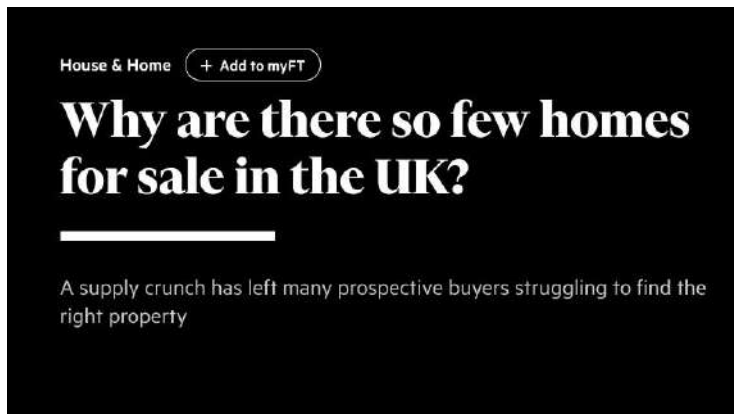 House & Home + Add to myFT
Why are there so few homes
for sale in the UK?
A supply crunch has left many prospective buyers struggling to find the
right property